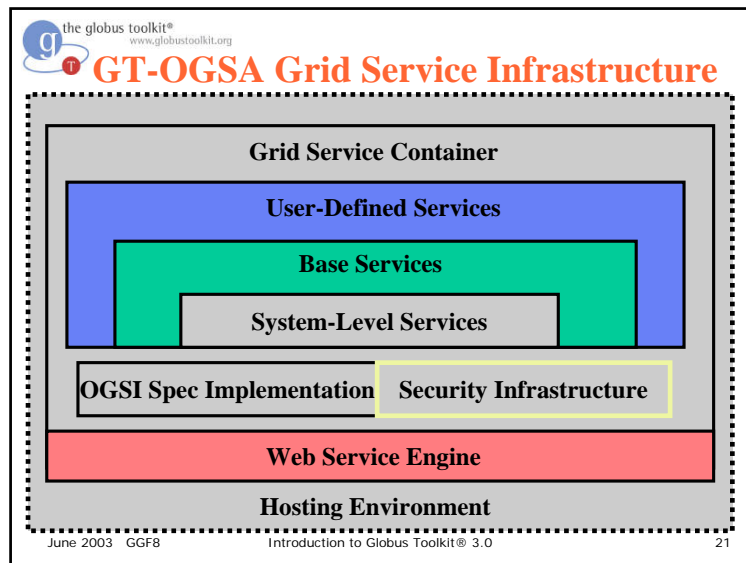 the globus toolkit®
www.globustoolkit.org
g
T
GT-OGSA Grid Service Infrastructure
Grid Service Container
User-Defined Services
Base Services
System-Level Services
OGSI Spec Implementation
Security Infrastructure
Web Service Engine
Hosting Environment
June 2003 GGF8
Introduction to Globus Toolkit® 3.0
21